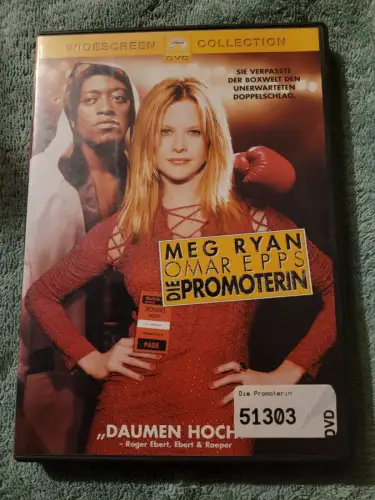 WIDESCREEN DVD COLLECTION
SIE VERPASSTE
DER BOXWELT DEN
UNERWARTETEN
DOPPELSCHLAG.
MEG RYAN
OMAR EPPS
DIE PROMOTERIN
BOXING
PASS
Die Promoterin
51303
DVD
„DAUMEN HOCH
- Roger Ebert, Ebert & Roeper